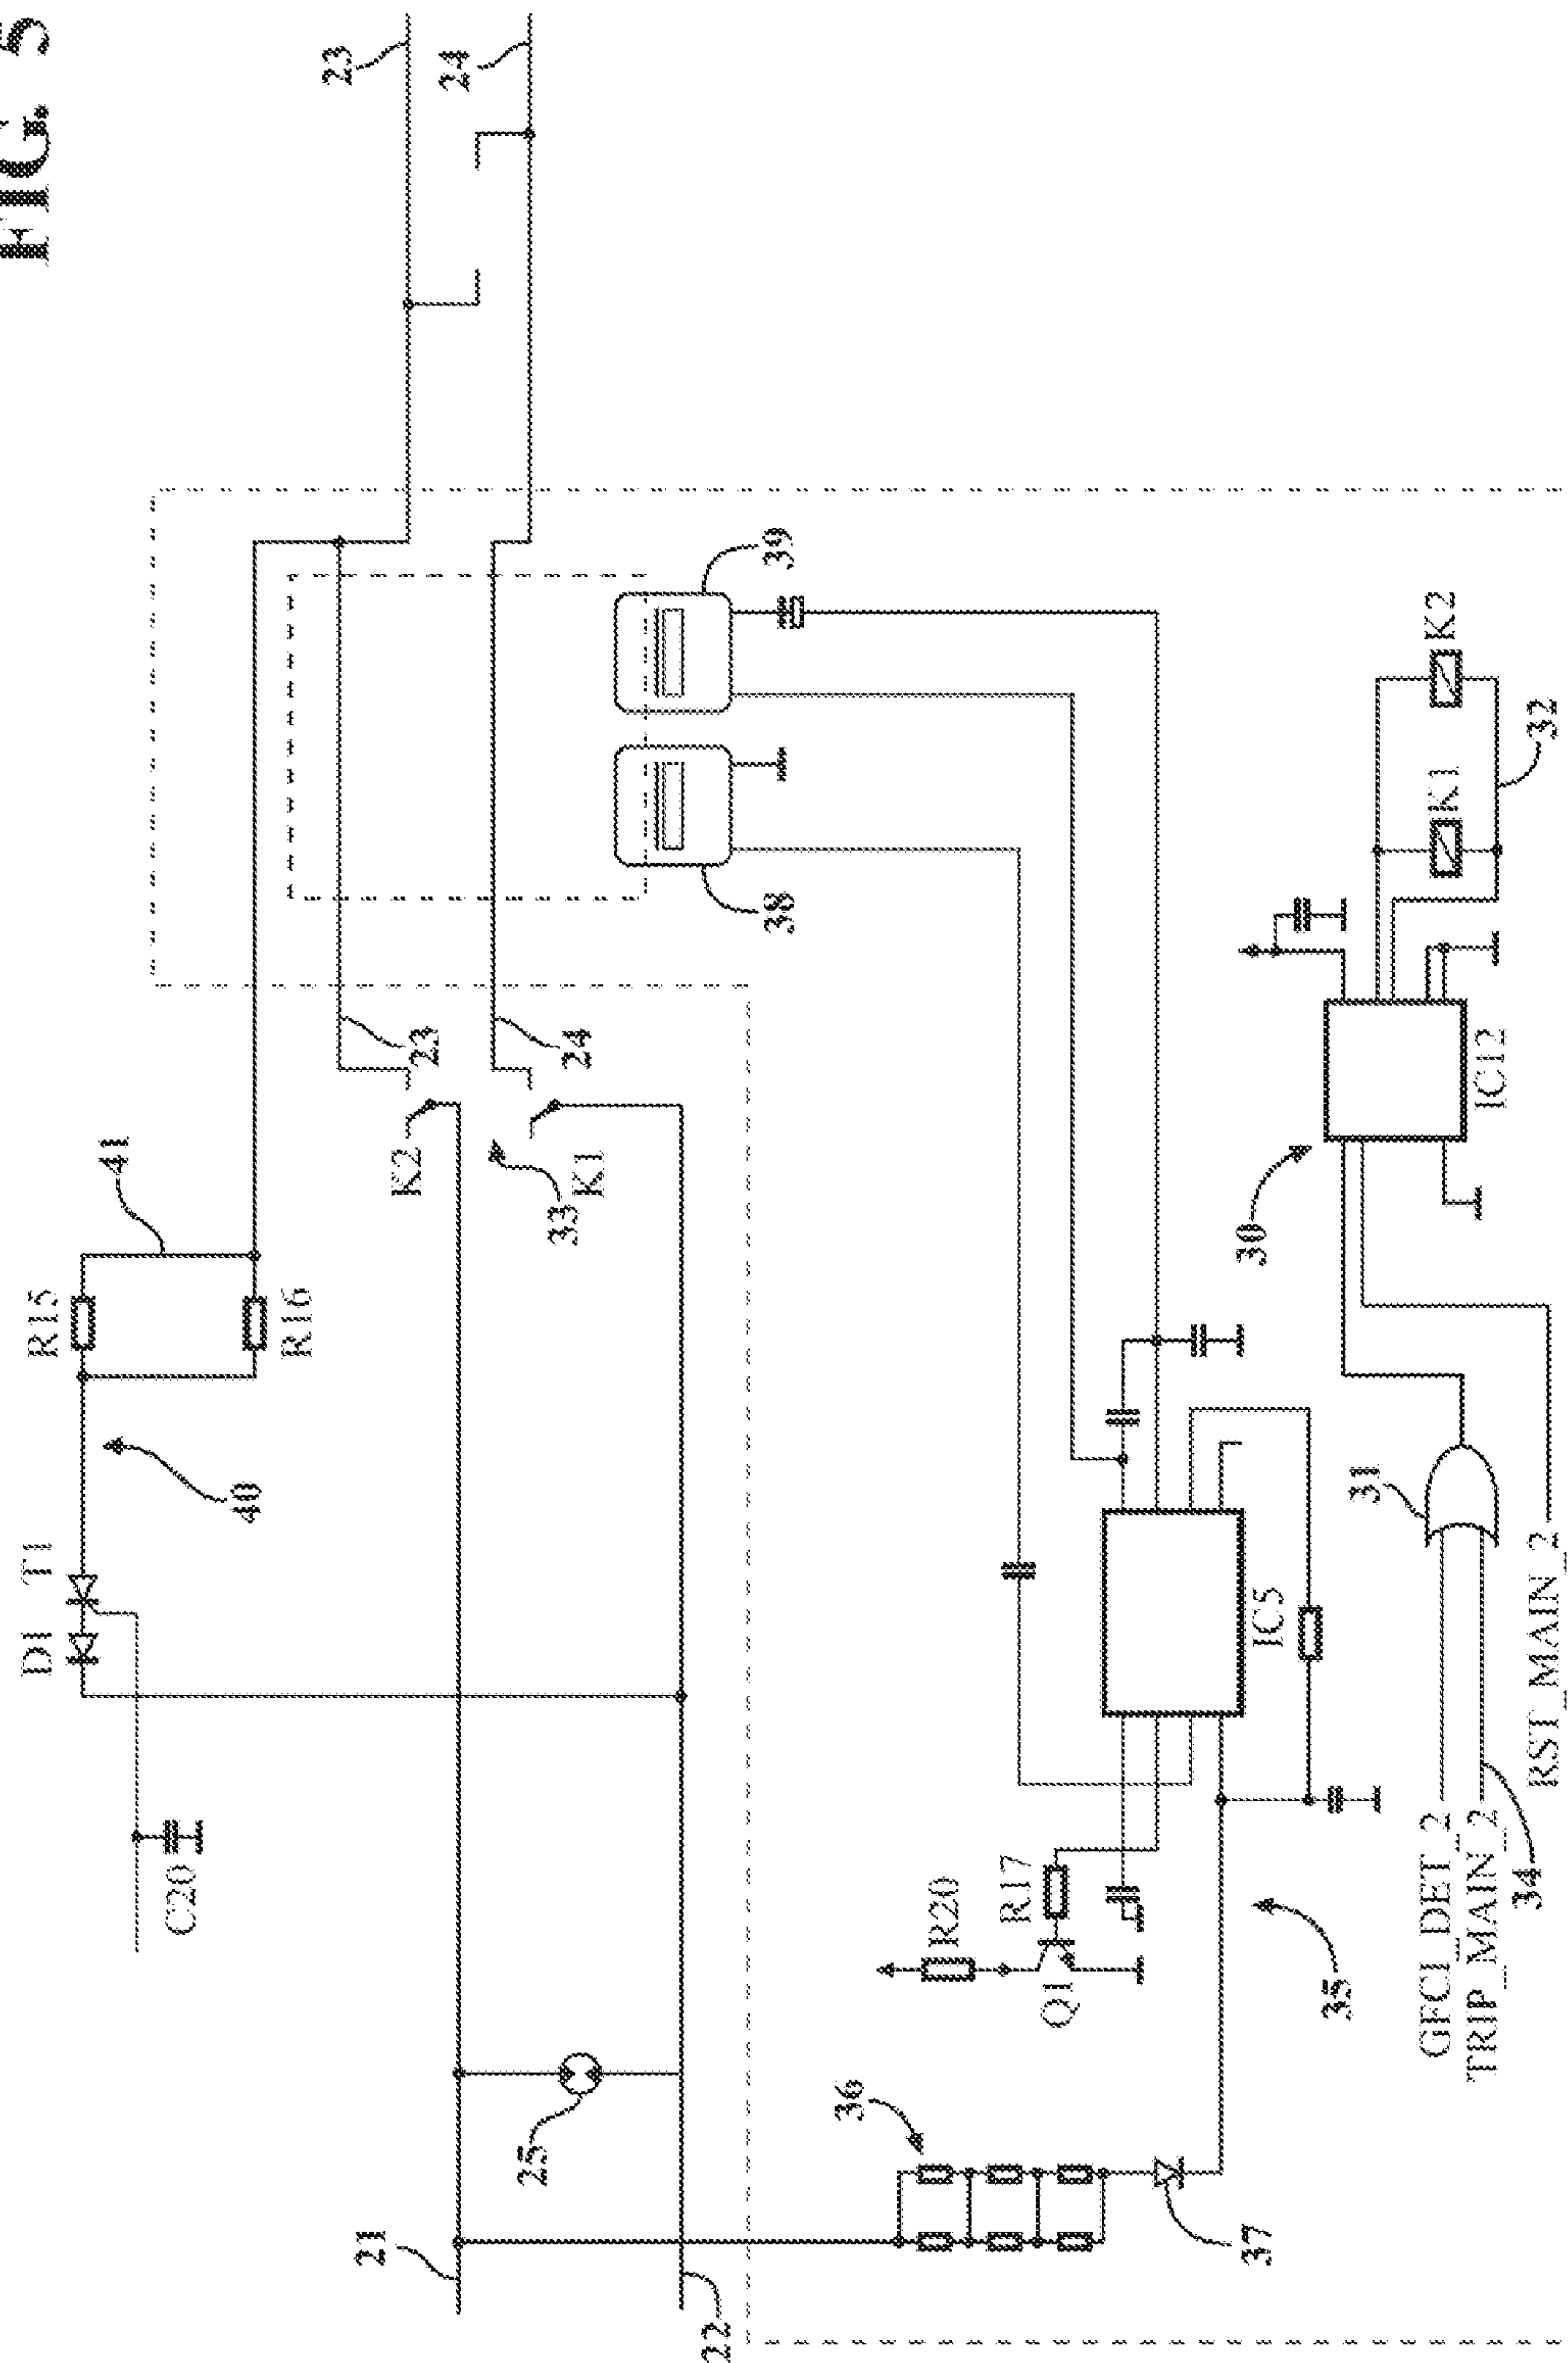 FIG. 5
23
24
39
K2
32
K1
38
23
24
41
K2
33
K1
R15
R16
IC12
30
40
31
T1
D1
IC5
RST_MAIN_2
C20
R17
R20
Q1
GFCI_DET_2
TRIP_MAIN_2
34
35
25
36
21
37
22